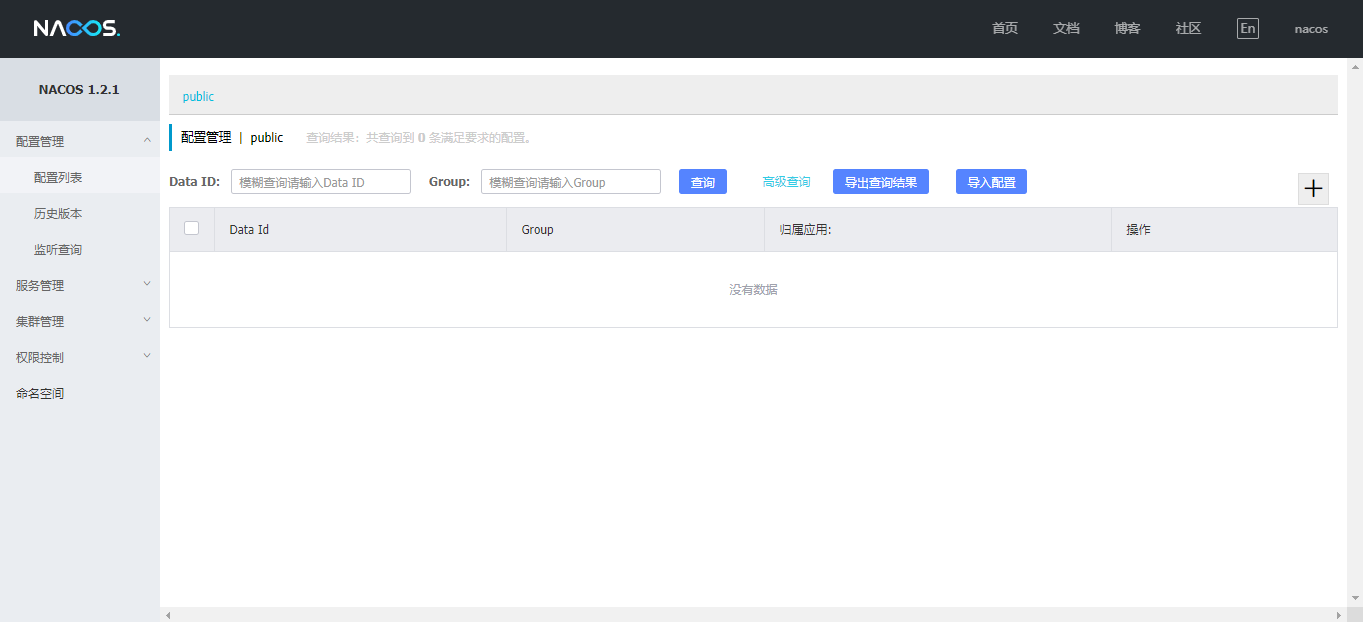 NACOS. 首页 文档 博客 社区 En nacos
NACOS 1.2.1
配置管理
配置列表
历史版本
监听查询
服务管理
集群管理
权限控制
命名空间
public
配置管理 | public 查询结果：共查询到 0 条满足要求的配置。
Data ID: 模糊查询请输入Data ID Group: 模糊查询请输入Group 查询 高级查询 导出查询结果 导入配置 +
Data Id Group 归属应用: 操作
没有数据